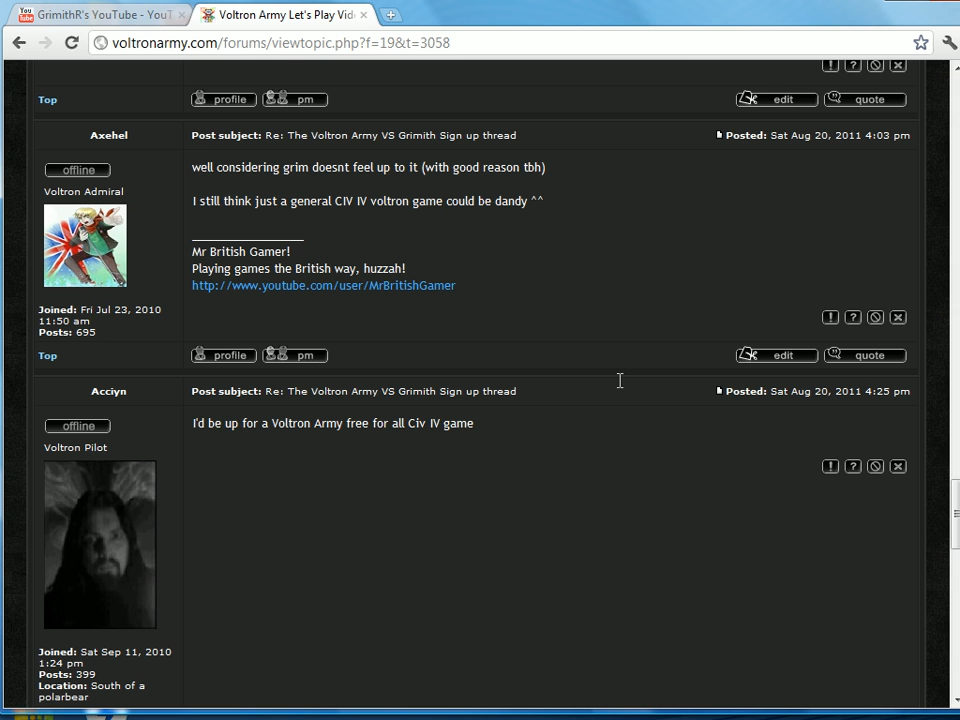 GrimithR's YouTube - YouT
Voltron Army Let's Play Vid
voltronarmy.com/forums/viewtopic.php?f=19&t=3058
Top
profile
pm
edit
quote
Axehel
Post subject: Re: The Voltron Army VS Grimith Sign up thread
Posted: Sat Aug 20, 2011 4:03 pm
offline
Voltron Admiral
Joined: Fri Jul 23, 2010
11:50 am
Posts: 695
well considering grim doesnt feel up to it (with good reason tbh)
I still think just a general CIV IV voltron game could be dandy ^^
Mr British Gamer!
Playing games the British way, huzzah!
http://www.youtube.com/user/MrBritishGamer
Top
profile
pm
edit
quote
Acciyn
Post subject: Re: The Voltron Army VS Grimith Sign up thread
Posted: Sat Aug 20, 2011 4:25 pm
offline
Voltron Pilot
Joined: Sat Sep 11, 2010
1:24 pm
Posts: 399
Location: South of a
polarbear
I'd be up for a Voltron Army free for all Civ IV game